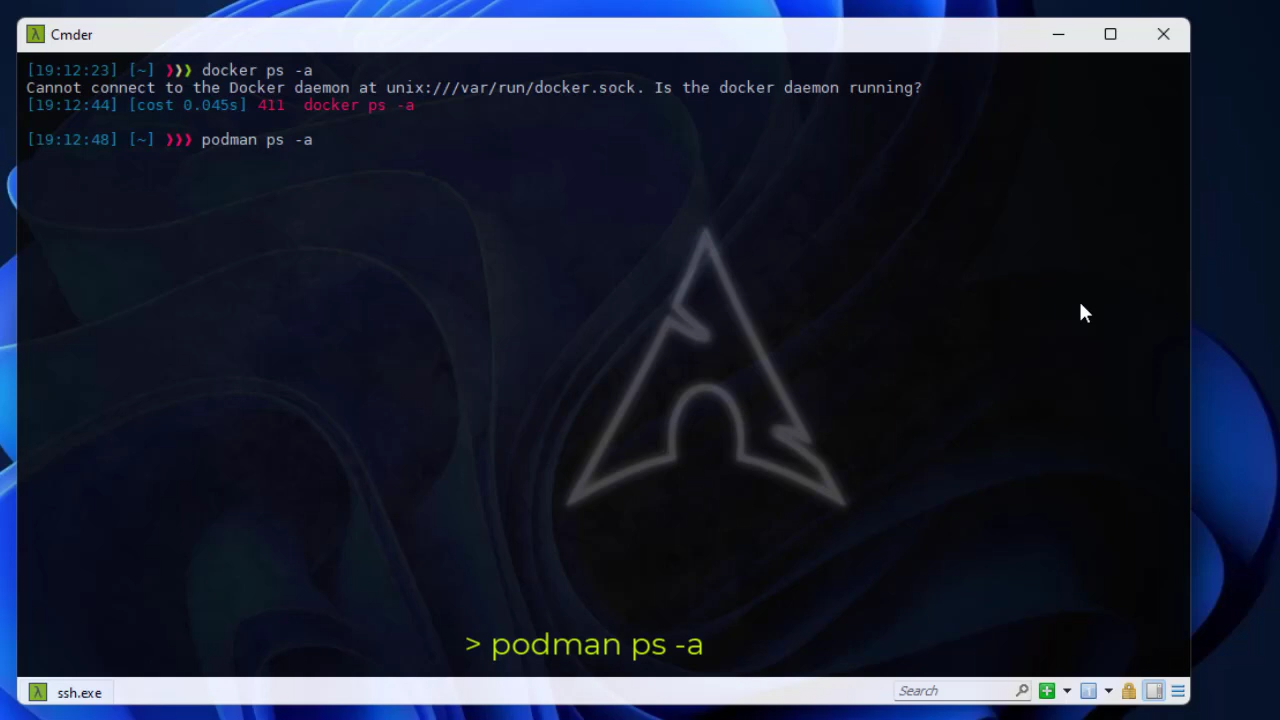 λ Cmder
[19:12:23] [~] ❯❯❯ docker ps -a
Cannot connect to the Docker daemon at unix:///var/run/docker.sock. Is the docker daemon running?
[19:12:44] [cost 0.045s] 411  docker ps -a
[19:12:48] [~] ❯❯❯ podman ps -a
> podman ps -a
λ ssh.exe
Search